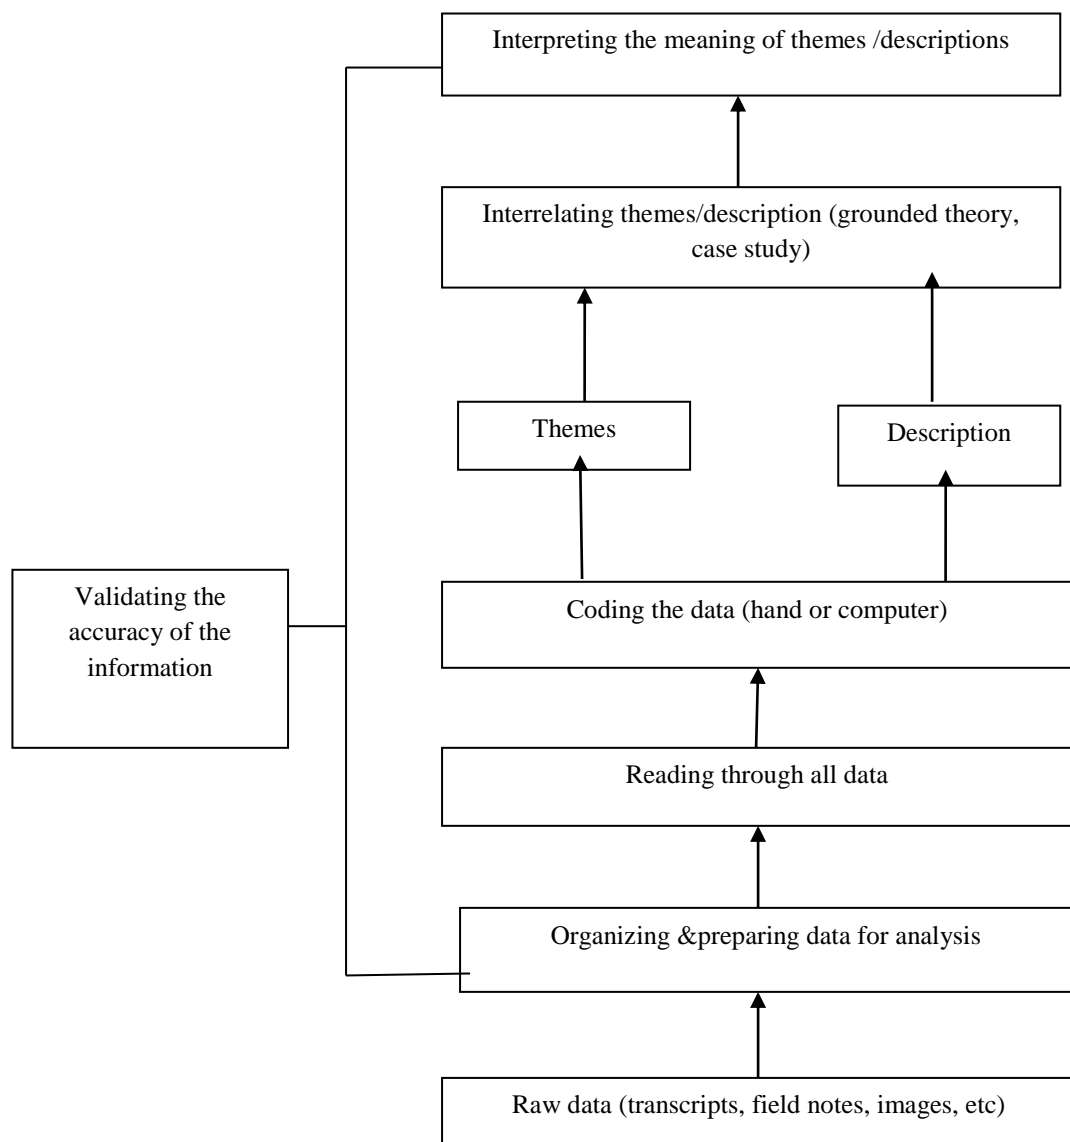 Interpreting the meaning of themes /descriptions
Interrelating themes/description (grounded theory,
case study)
Themes
Description
Validating the
accuracy of the
information
Coding the data (hand or computer)
Reading through all data
Organizing &preparing data for analysis
Raw data (transcripts, field notes, images, etc)